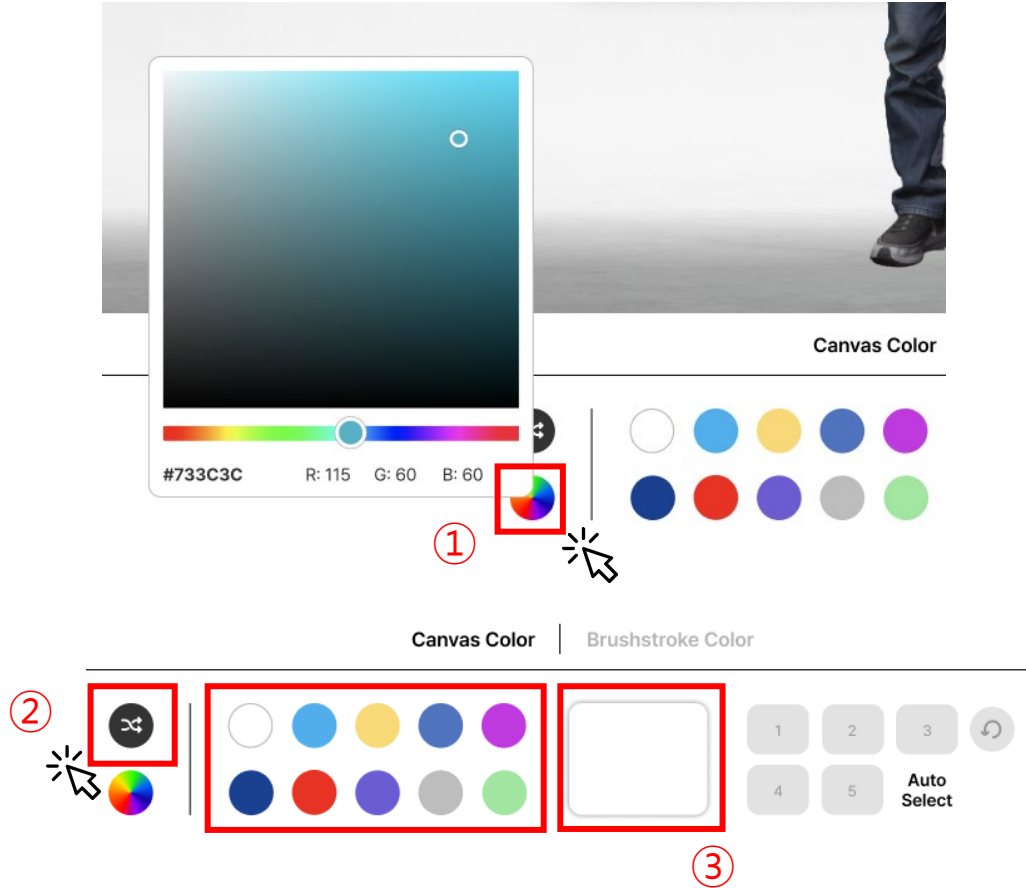 Canvas Color
#733C3C R: 115 G: 60 B: 60
①
Canvas Color Brushstroke Color
②
1 2 3
4 5 Auto
Select
③